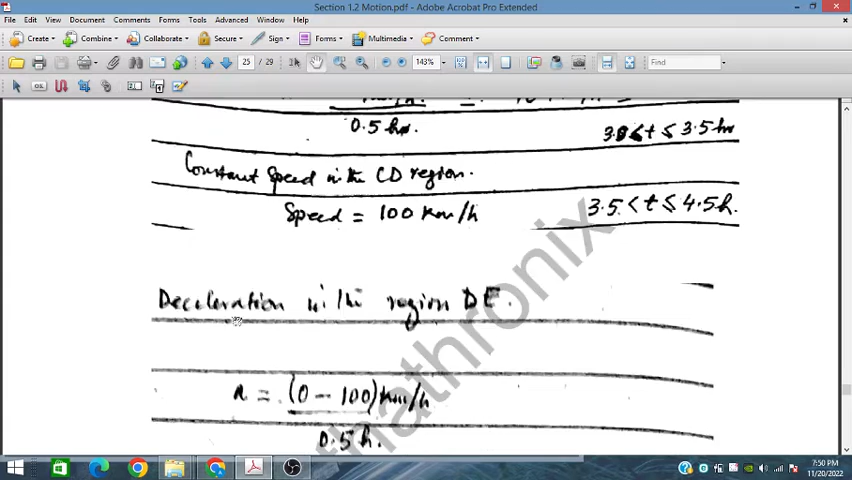 Section 1.2 Motion.pdf - Adobe Acrobat Pro Extended
File Edit View Document Comments Forms Tools Advanced Window Help
Create Combine Collaborate Secure Sign Forms Multimedia Comment
25 / 29 143% Find
0.5 hr. 3.0 < t ≤ 3.5 hr
Constant Speed in the CD region.
Speed = 100 Km/h 3.5 < t ≤ 4.5 h.
Deceleration in the region DE.
a = (0 - 100) km/h
0.5 h.
mathronix
7:50 PM
11/20/2022